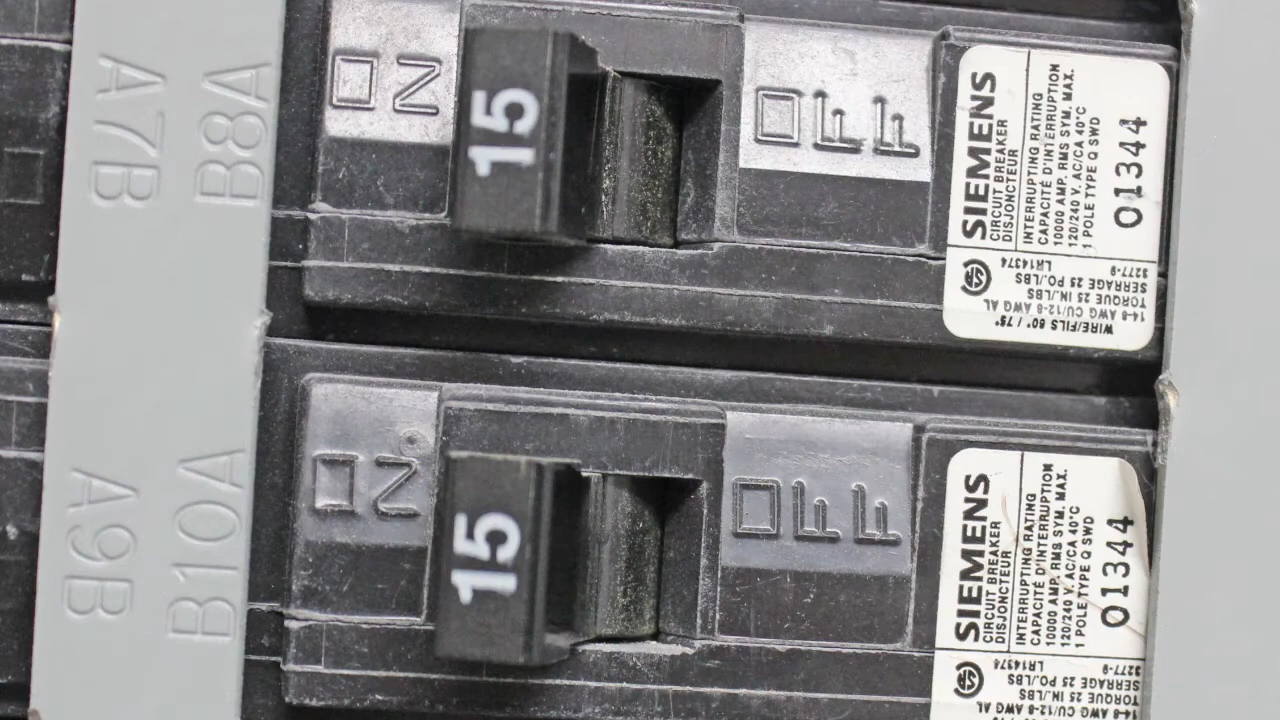 A7B
B8A
ON
15
OFF
SIEMENS
CIRCUIT BREAKER
DISJONCTEUR
INTERRUPTING RATING
CAPACITÉ D'INTERRUPTION
10000 AMP. RMS SYM. MAX.
120/240 V. AC/CA 40°C
1 POLE TYPE Q SWD
01344
WIRE/FILS 60°/75°
14-8 AWG CU/12-8 AWG AL
TORQUE 25 IN./LBS
SERRAGE 25 PO./LBS
3277-9
LR14374
A9B
B10A
ON
15
OFF
SIEMENS
CIRCUIT BREAKER
DISJONCTEUR
INTERRUPTING RATING
CAPACITÉ D'INTERRUPTION
10000 AMP. RMS SYM. MAX.
120/240 V. AC/CA 40°C
1 POLE TYPE Q SWD
01344
14-8 AWG CU/12-8 AWG AL
TORQUE 25 IN./LBS
SERRAGE 25 PO./LBS
3277-9